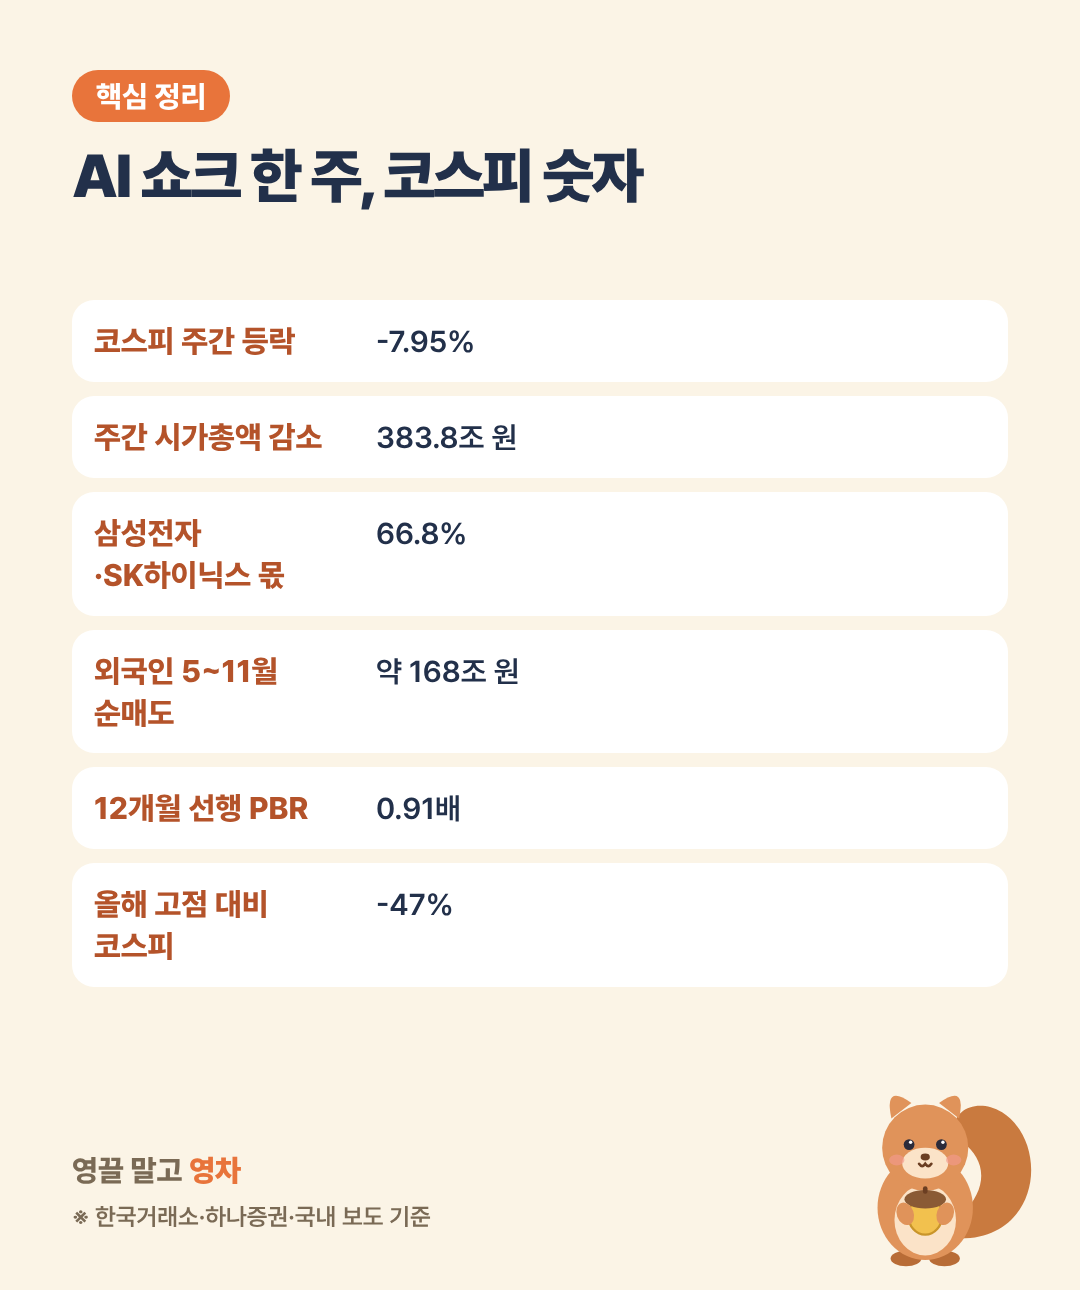 핵심 정리
AI 쇼크 한 주, 코스피 숫자
코스피 주간 등락 -7.95%
주간 시가총액 감소 383.8조 원
삼성전자 66.8%
·SK하이닉스 몫
외국인 5~11월 약 168조 원
순매도
12개월 선행 PBR 0.91배
올해 고점 대비 -47%
코스피
영끌 말고 영차
※ 한국거래소·하나증권·국내 보도 기준